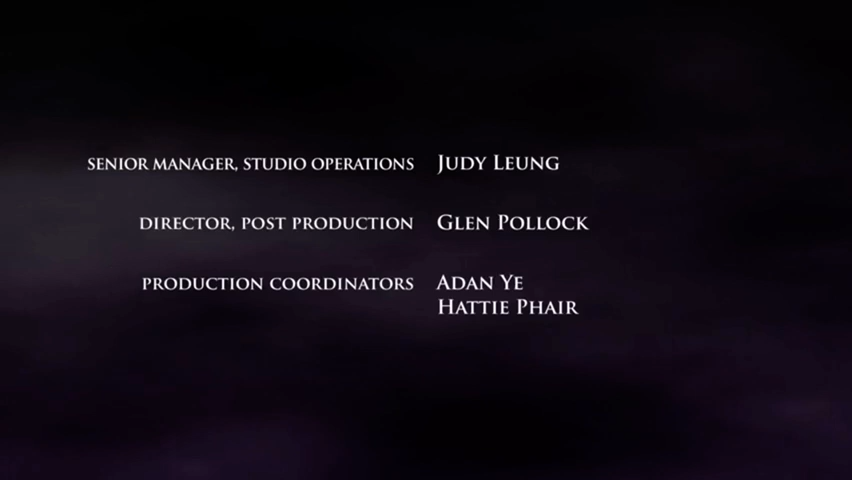 SENIOR MANAGER, STUDIO OPERATIONS JUDY LEUNG
DIRECTOR, POST PRODUCTION GLEN POLLOCK
PRODUCTION COORDINATORS ADAN YE
HATTIE PHAIR